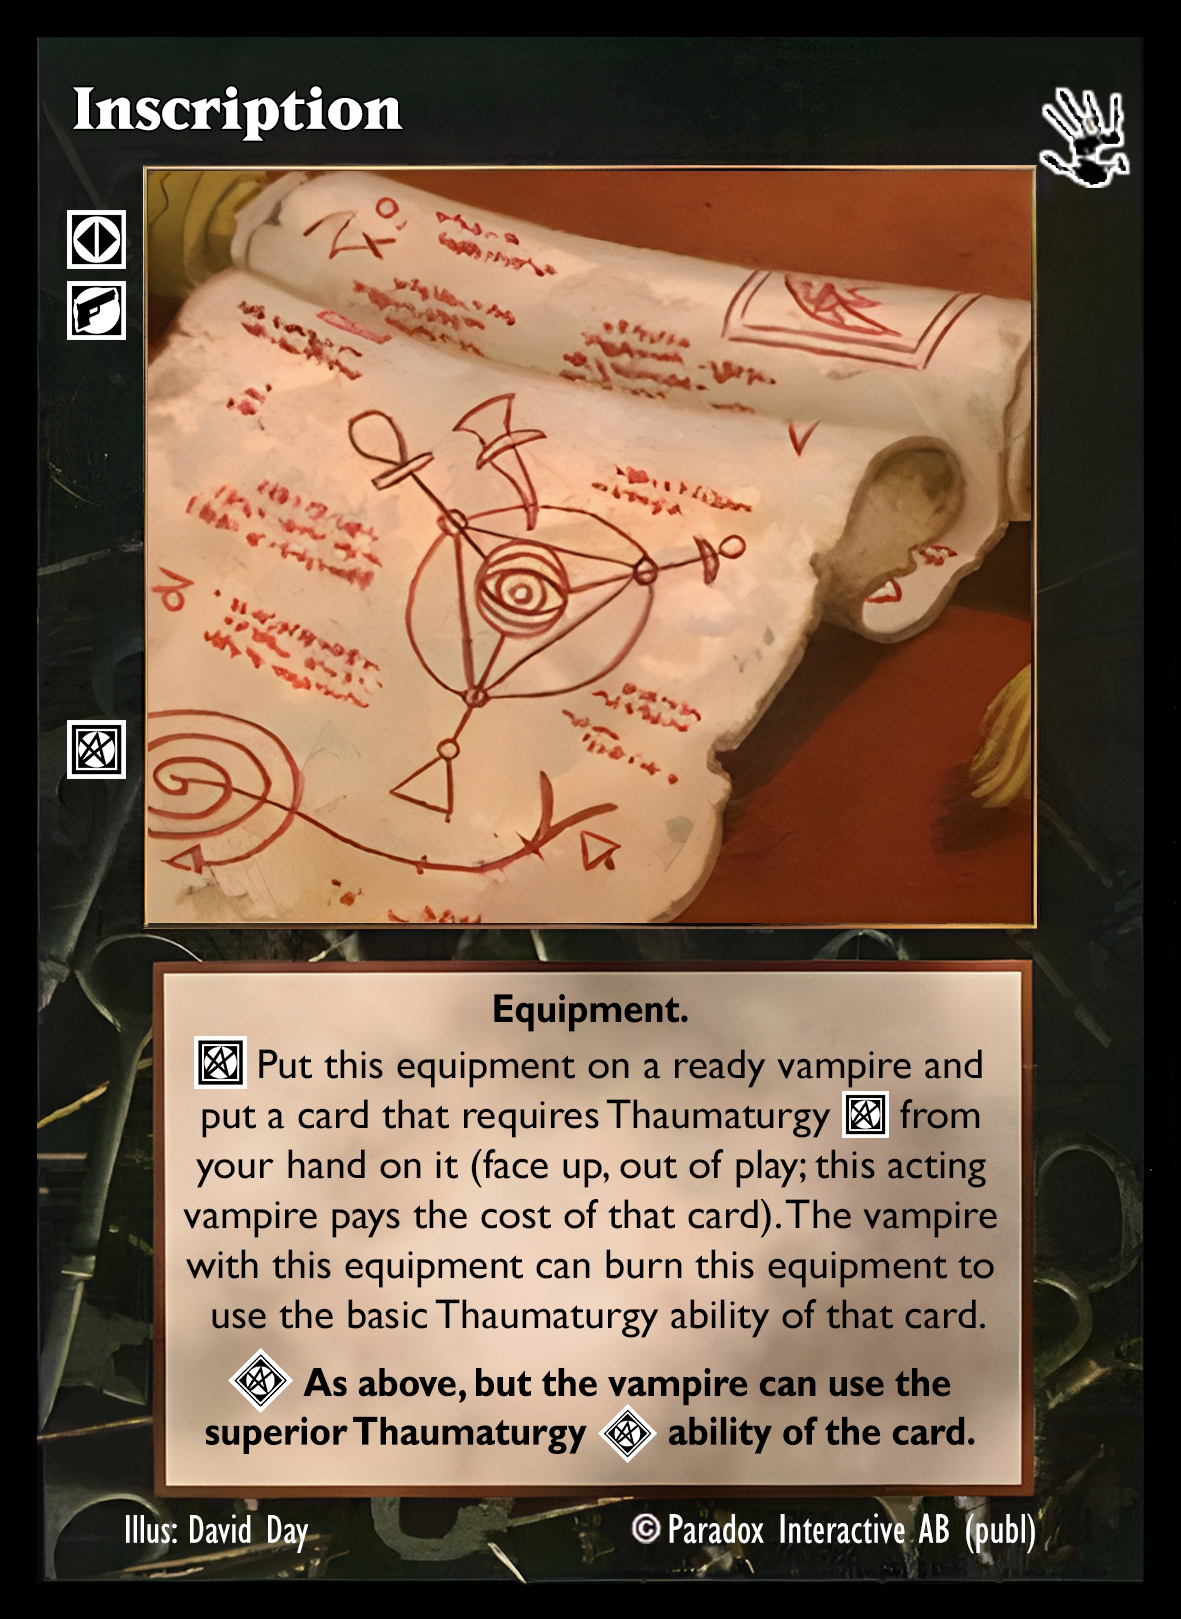 Inscription
Equipment.
Put this equipment on a ready vampire and
put a card that requires Thaumaturgy from
your hand on it (face up, out of play; this acting
vampire pays the cost of that card). The vampire
with this equipment can burn this equipment to
use the basic Thaumaturgy ability of that card.
As above, but the vampire can use the
superior Thaumaturgy ability of the card.
Illus: David Day
© Paradox Interactive AB (publ)